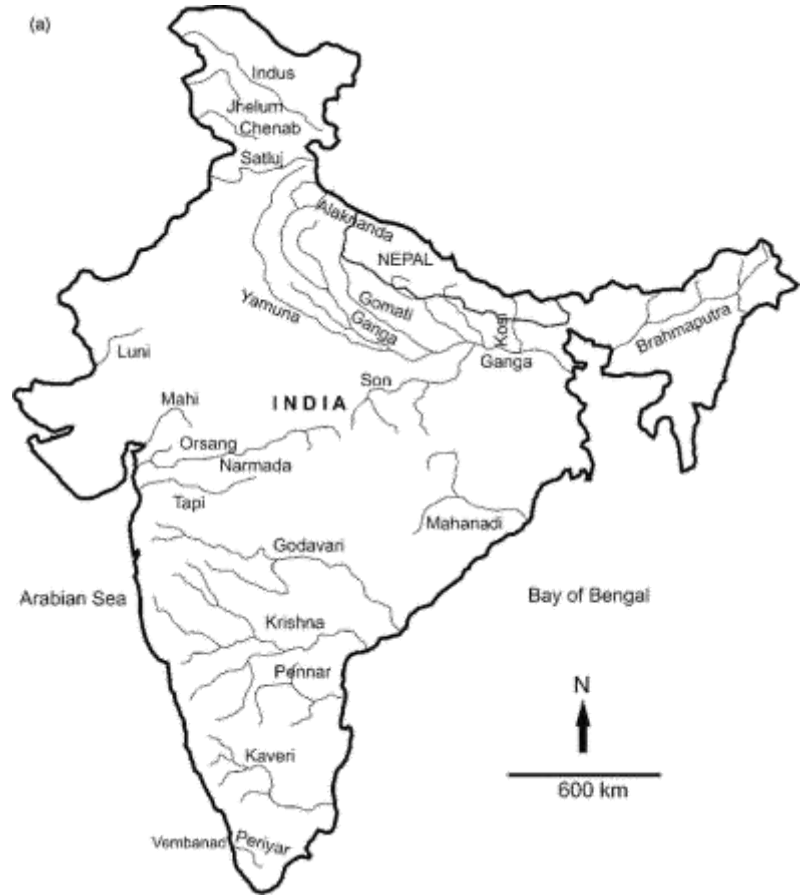 (a)
Indus
Jhelum
Chenab
Satluj
Alaknanda
NEPAL
Gomati
Ganga
Yamuna
Kosi
Ganga
Brahmaputra
Luni
Son
INDIA
Mahi
Orsang
Narmada
Tapi
Mahanadi
Godavari
Arabian Sea
Bay of Bengal
Krishna
Pennar
N
Kaveri
600 km
Vembanad
Periyar